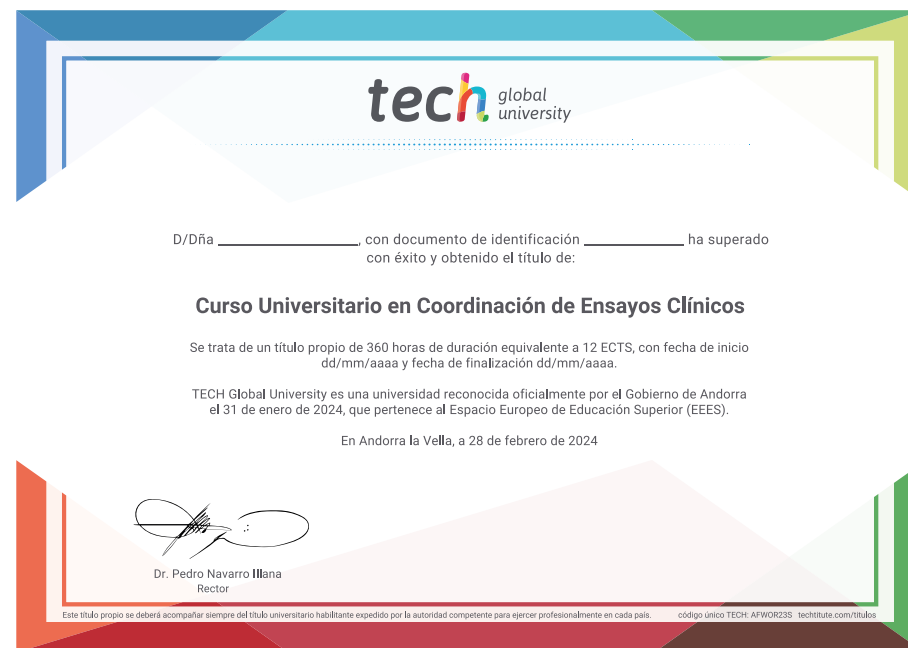 tech global
university
D/Dña ______________, con documento de identificación __________ ha superado
con éxito y obtenido el título de:
Curso Universitario en Coordinación de Ensayos Clínicos
Se trata de un título propio de 360 horas de duración equivalente a 12 ECTS, con fecha de inicio
dd/mm/aaaa y fecha de finalización dd/mm/aaaa.
TECH Global University es una universidad reconocida oficialmente por el Gobierno de Andorra
el 31 de enero de 2024, que pertenece al Espacio Europeo de Educación Superior (EEES).
En Andorra la Vella, a 28 de febrero de 2024
Dr. Pedro Navarro Illana
Rector
Este título propio se deberá acompañar siempre del título universitario habilitante expedido por la autoridad competente para ejercer profesionalmente en cada país. código único TECH: AFWOR23S techtitute.com/titulos